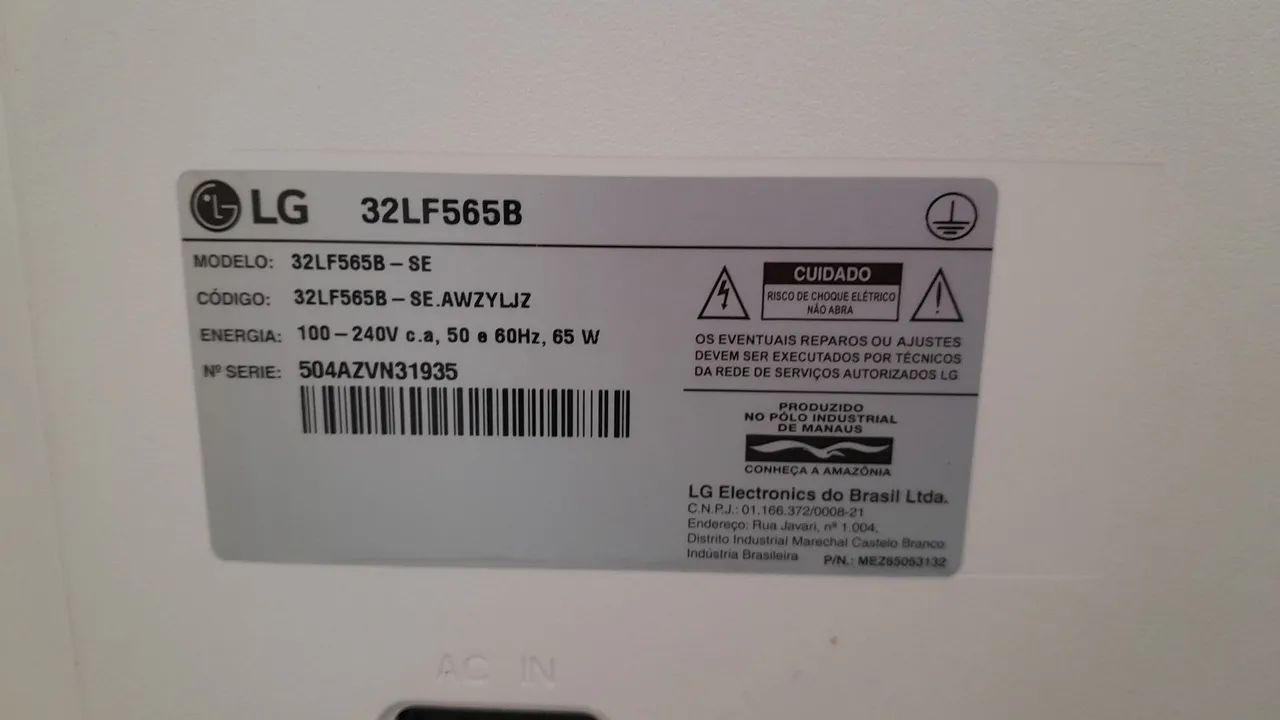 LG 32LF565B
MODELO: 32LF565B – SE
CÓDIGO: 32LF565B – SE.AWZYLJZ
ENERGIA: 100 – 240V c.a, 50 e 60Hz, 65 W
Nº SERIE: 504AZVN31935
CUIDADO
RISCO DE CHOQUE ELÉTRICO
NÃO ABRA
OS EVENTUAIS REPAROS OU AJUSTES
DEVEM SER EXECUTADOS POR TÉCNICOS
DA REDE DE SERVIÇOS AUTORIZADOS LG
PRODUZIDO
NO PÓLO INDUSTRIAL
DE MANAUS
CONHEÇA A AMAZÔNIA
LG Electronics do Brasil Ltda.
C.N.P.J.: 01.166.372/0008-21
Endereço: Rua Javari, nº 1.004,
Distrito Industrial Marechal Castelo Branco
Indústria Brasileira P/N.: MEZ65053132
AC IN